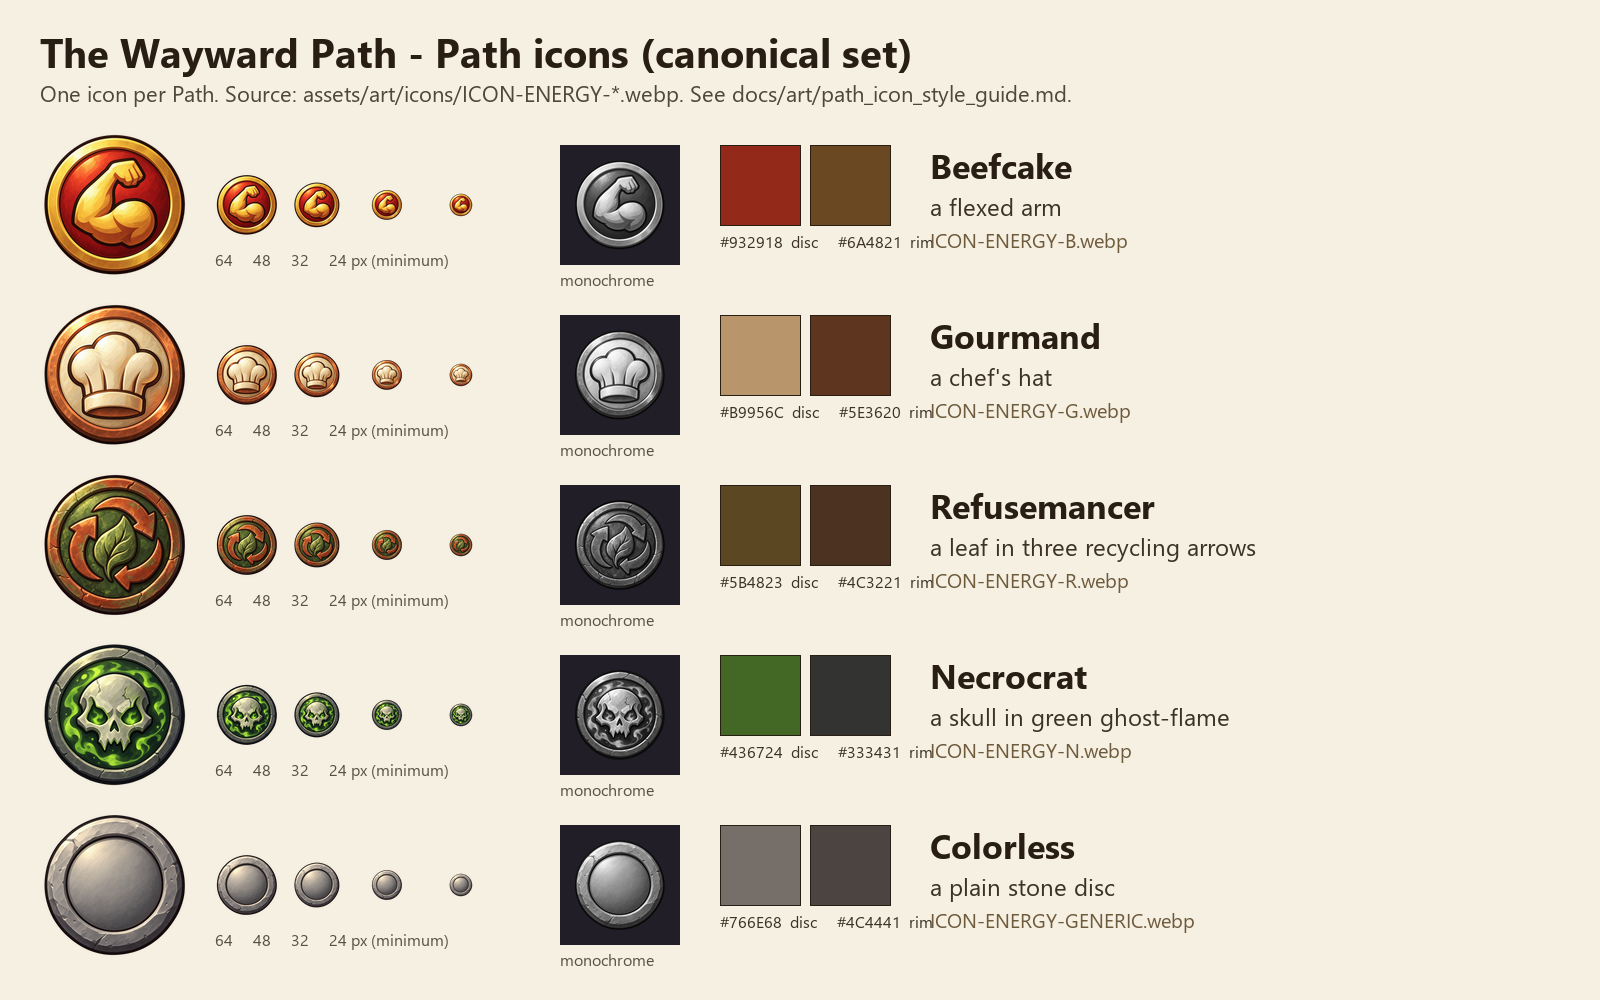 The Wayward Path - Path icons (canonical set)
One icon per Path. Source: assets/art/icons/ICON-ENERGY-*.webp. See docs/art/path_icon_style_guide.md.
Beefcake
a flexed arm
#932918 disc #6A4821 rim
ICON-ENERGY-B.webp
64 48 32 24 px (minimum)
monochrome
Gourmand
a chef's hat
#B9956C disc #5E3620 rim
ICON-ENERGY-G.webp
64 48 32 24 px (minimum)
monochrome
Refusemancer
a leaf in three recycling arrows
#5B4823 disc #4C3221 rim
ICON-ENERGY-R.webp
64 48 32 24 px (minimum)
monochrome
Necrocrat
a skull in green ghost-flame
#436724 disc #333431 rim
ICON-ENERGY-N.webp
64 48 32 24 px (minimum)
monochrome
Colorless
a plain stone disc
#766E68 disc #4C4441 rim
ICON-ENERGY-GENERIC.webp
64 48 32 24 px (minimum)
monochrome